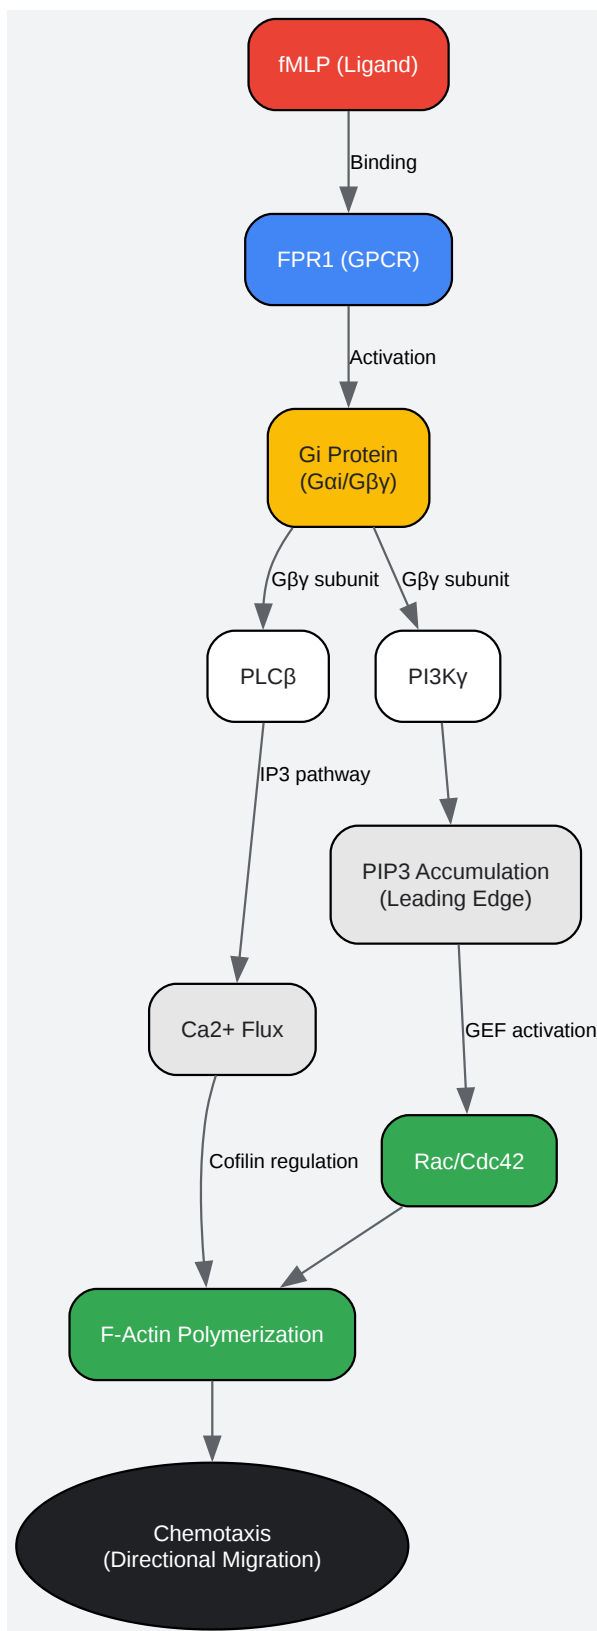 fMLP (Ligand)
Binding
FPR1 (GPCR)
Activation
Gi Protein
(Gαi/Gβγ)
Gβγ subunit
Gβγ subunit
PLCβ
PI3Kγ
IP3 pathway
PIP3 Accumulation
(Leading Edge)
Ca2+ Flux
GEF activation
Cofilin regulation
Rac/Cdc42
F-Actin Polymerization
Chemotaxis
(Directional Migration)